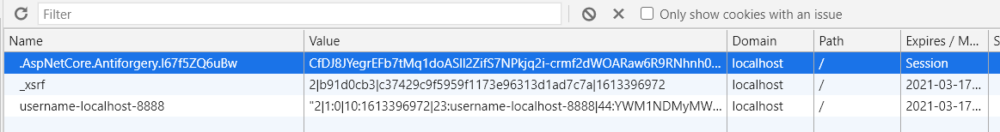 Filter Only show cookies with an issue
Name Value Domain Path Expires / M... S
.AspNetCore.Antiforgery.l67f5ZQ6uBw CfDJ8JYegrEFb7tMq1doASll2ZifS7NPkjq2i-crmf2dWOARaw6R9RNhnh0... localhost / Session
_xsrf 2|b91d0cb3|c37429c9f5959f1173e96313d1ad7c7a|1613396972 localhost / 2021-03-17...
username-localhost-8888 "2|1:0|10:1613396972|23:username-localhost-8888|44:YWM1NDMyMW... localhost / 2021-03-17...